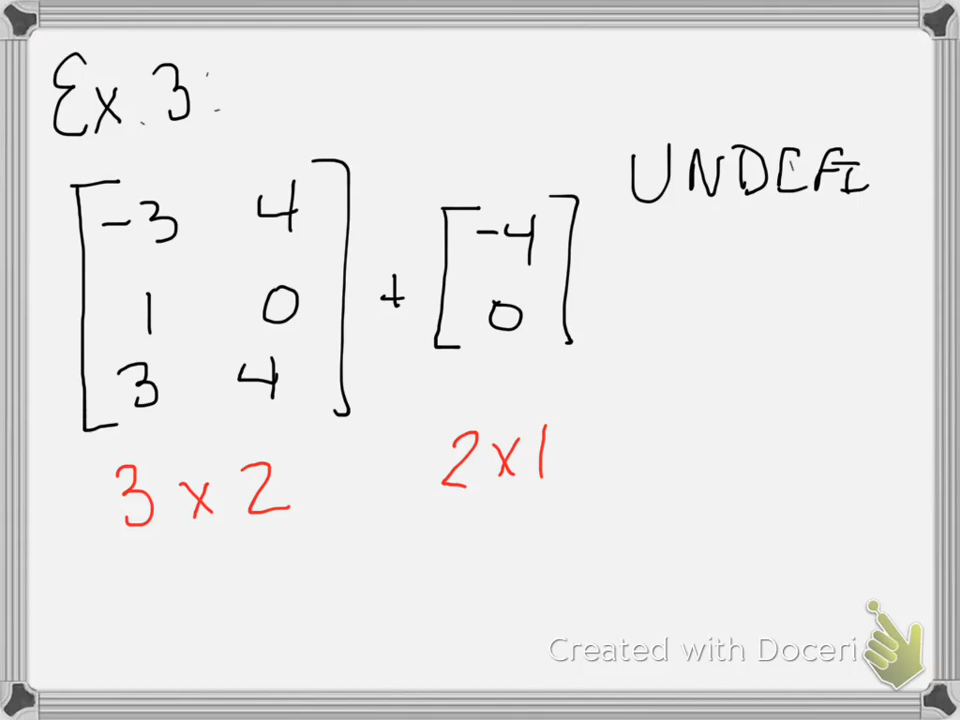 Ex. 3:
UNDEFI
-3 4
1 0
3 4
+
-4
0
3 x 2
2 x 1
Created with Doceri